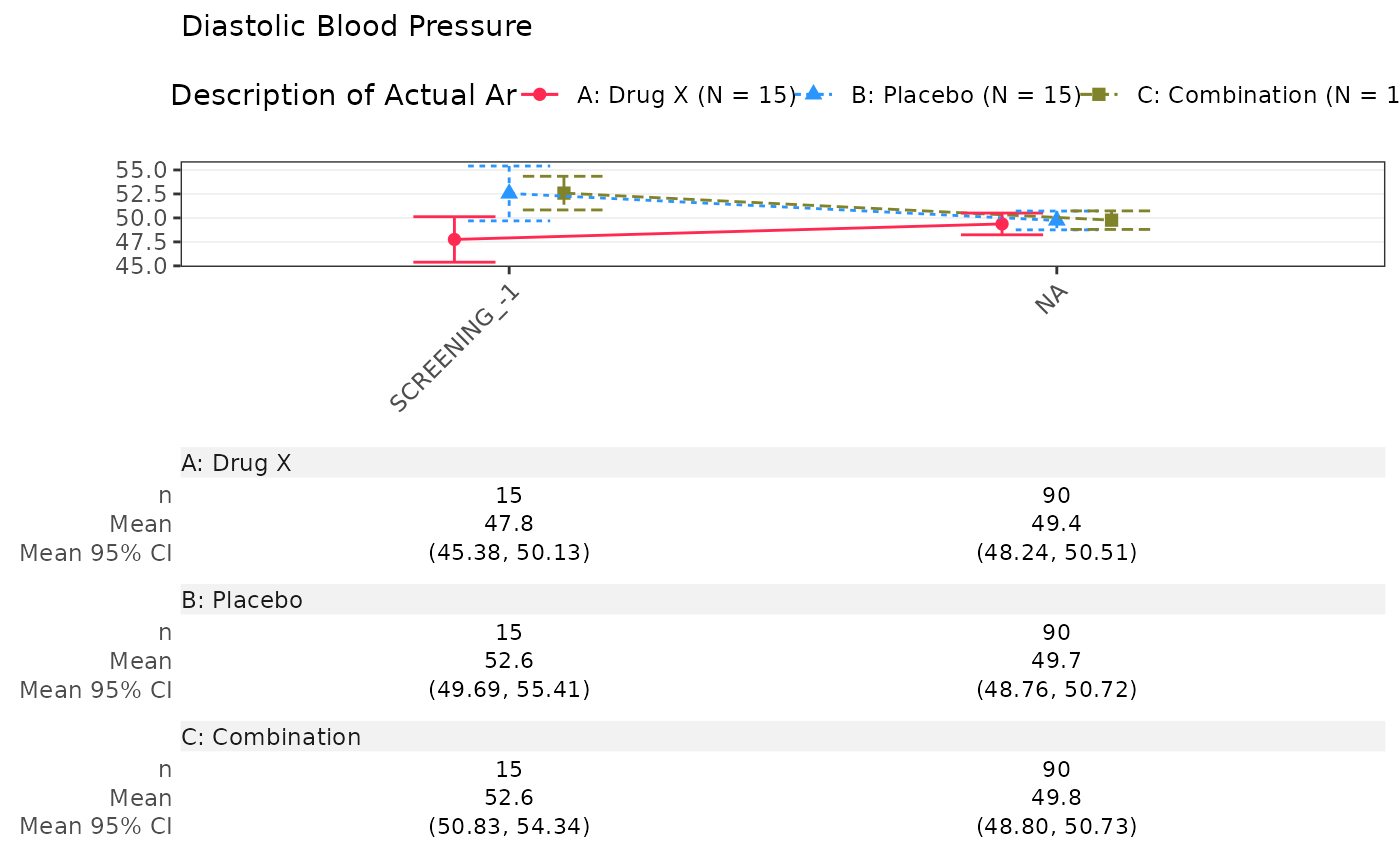 Diastolic Blood Pressure
Description of Actual Ar A: Drug X (N = 15) B: Placebo (N = 15) C: Combination (N = 1
55.0
52.5
50.0
47.5
45.0
SCREENING_-1 NA
A: Drug X
n 15 90
Mean 47.8 49.4
Mean 95% CI (45.38, 50.13) (48.24, 50.51)
B: Placebo
n 15 90
Mean 52.6 49.7
Mean 95% CI (49.69, 55.41) (48.76, 50.72)
C: Combination
n 15 90
Mean 52.6 49.8
Mean 95% CI (50.83, 54.34) (48.80, 50.73)